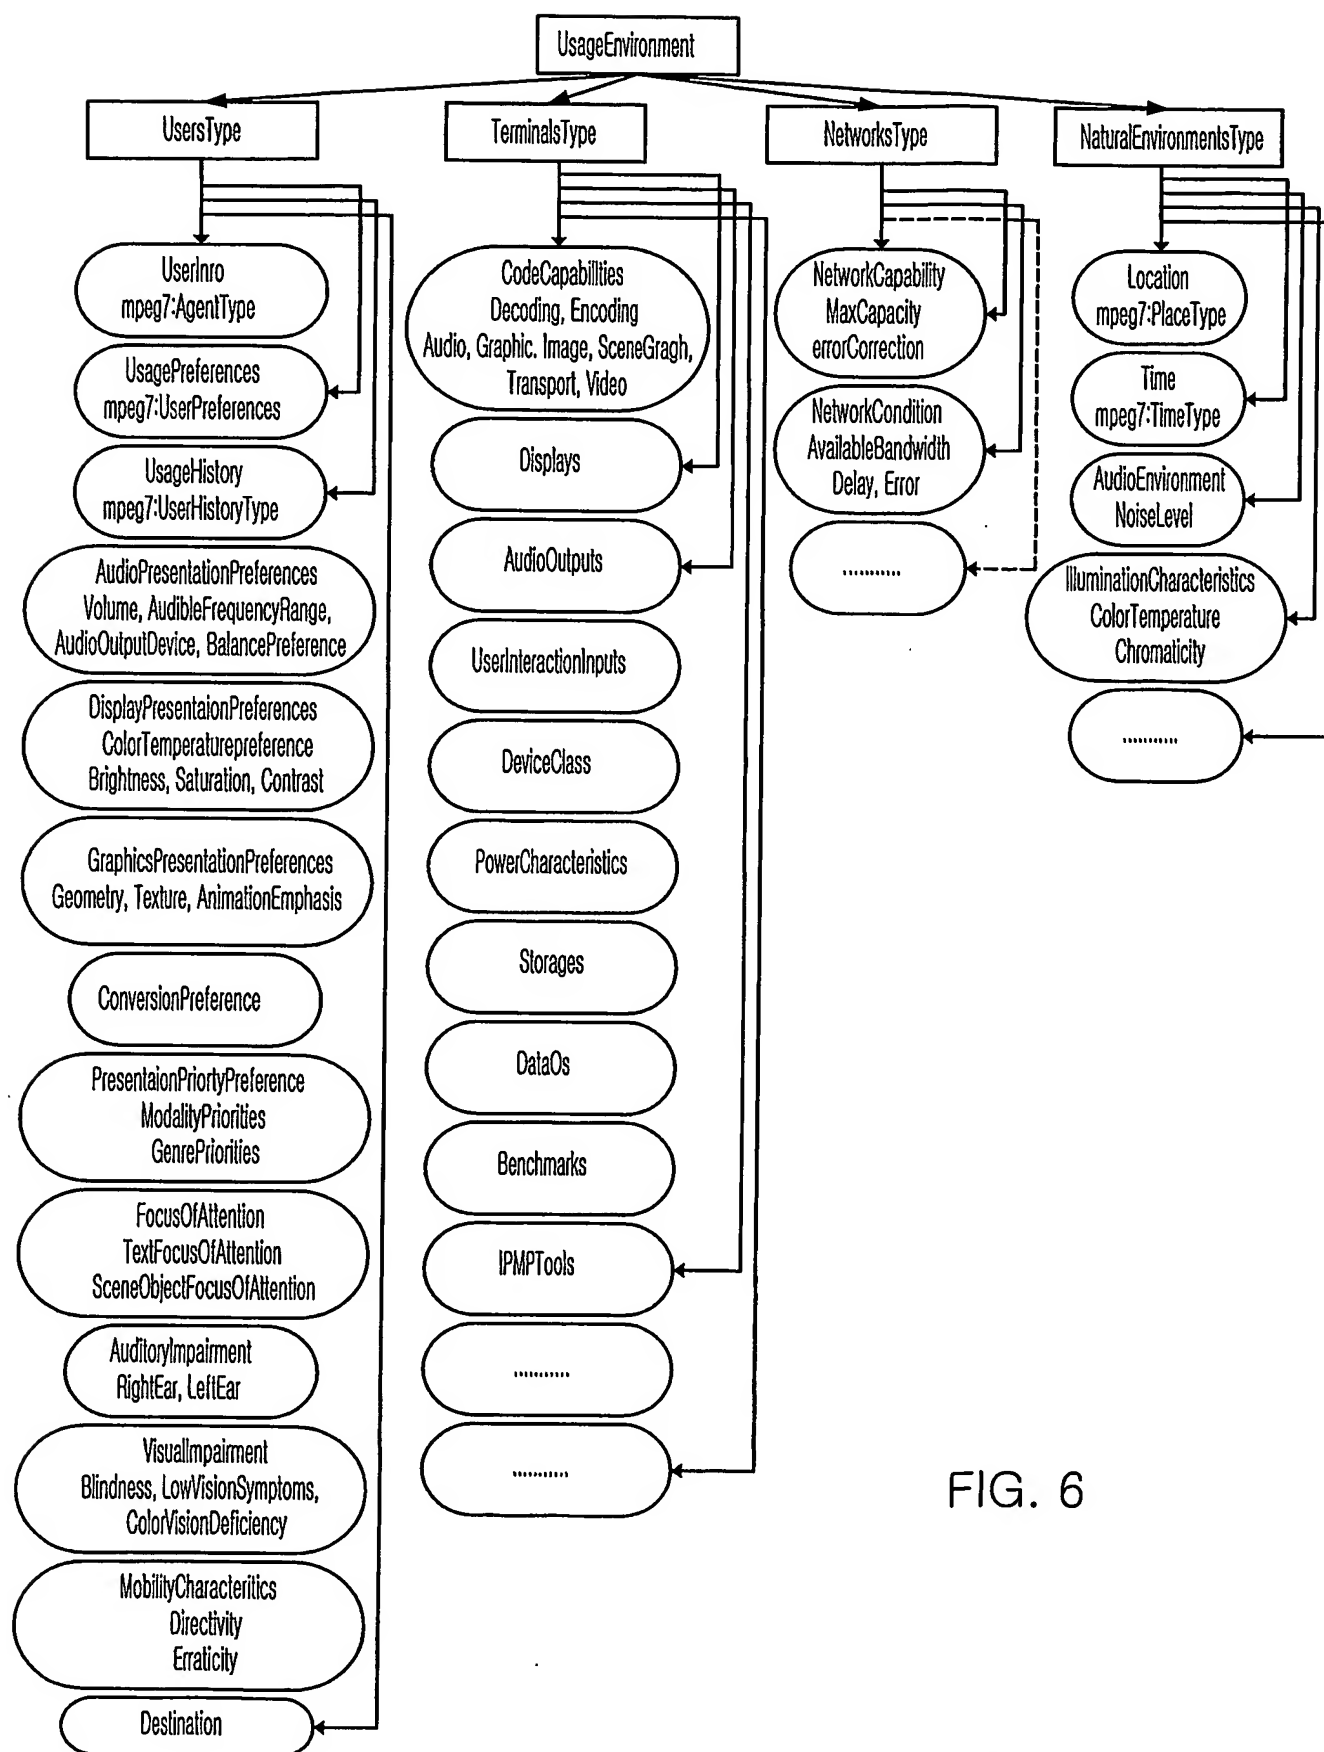 UsageEnvironment
UsersType
TerminalsType
NetworksType
NaturalEnvironmentsType
UserInro
mpeg7:AgentType
UsagePreferences
mpeg7:UserPreferences
UsageHistory
mpeg7:UserHistoryType
AudioPresentationPreferences
Volume, AudibleFrequencyRange,
AudioOutputDevice, BalancePreference
DisplayPresentaionPreferences
ColorTemperaturepreference
Brightness, Saturation, Contrast
GraphicsPresentationPreferences
Geometry, Texture, AnimationEmphasis
ConversionPreference
PresentaionPriortyPreference
ModalityPriorities
GenrePriorities
FocusOfAttention
TextFocusOfAttention
SceneObjectFocusOfAttention
AuditoryImpairment
RightEar, LeftEar
VisualImpairment
Blindness, LowVisionSymptoms,
ColorVisionDeficiency
MobilityCharacteritics
Directivity
Erraticity
Destination
CodeCapabilities
Decoding, Encoding
Audio, Graphic. Image, SceneGragh,
Transport, Video
Displays
AudioOutputs
UserInteractionInputs
DeviceClass
PowerCharacteristics
Storages
DataOs
Benchmarks
IPMPTools
...........
...........
NetworkCapability
MaxCapacity
errorCorrection
NetworkCondition
AvailableBandwidth
Delay, Error
...........
Location
mpeg7:PlaceType
Time
mpeg7:TimeType
AudioEnvironment
NoiseLevel
IlluminationCharacteristics
ColorTemperature
Chromaticity
...........
FIG. 6